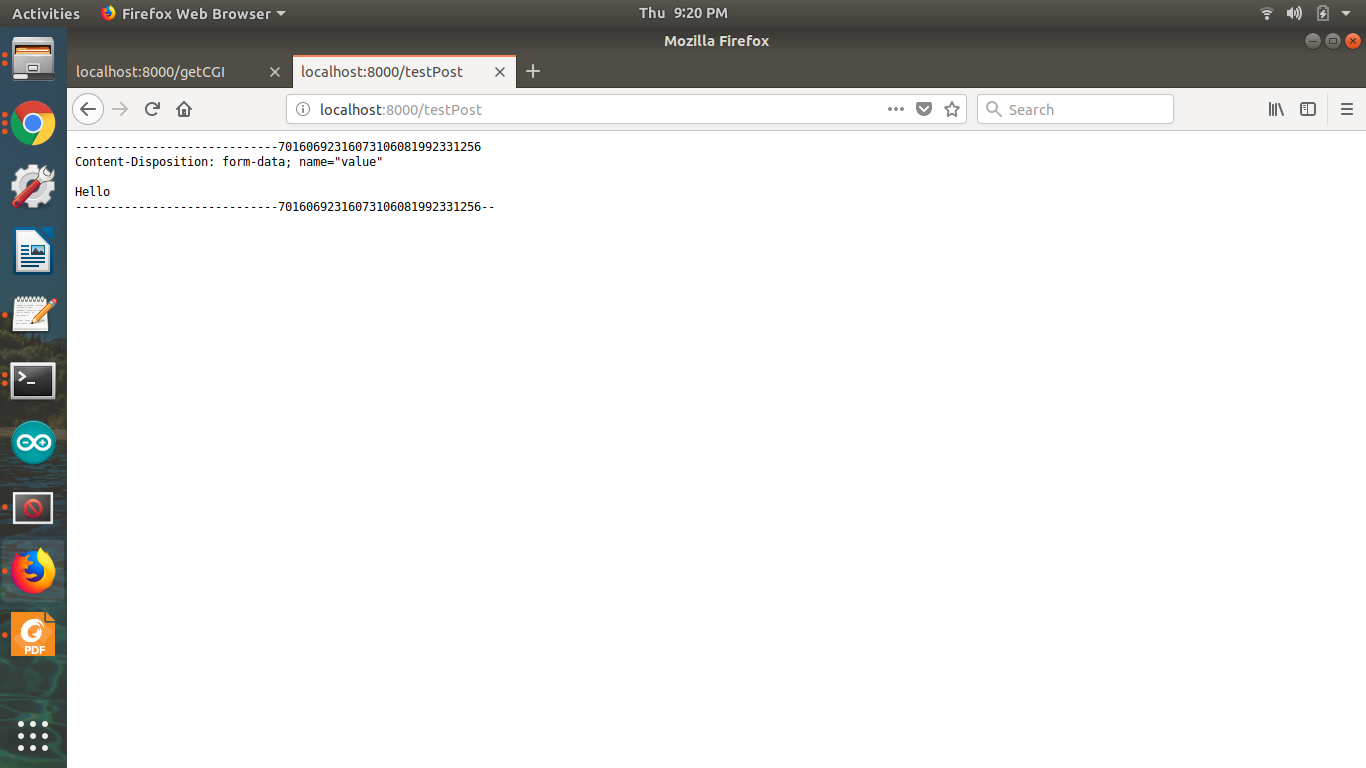 Activities
Firefox Web Browser
Thu 9:20 PM
Mozilla Firefox
localhost:8000/getCGI
localhost:8000/testPost
localhost:8000/testPost
Search
-----------------------------70160692316073106081992331256
Content-Disposition: form-data; name="value"
Hello
-----------------------------70160692316073106081992331256--
PDF